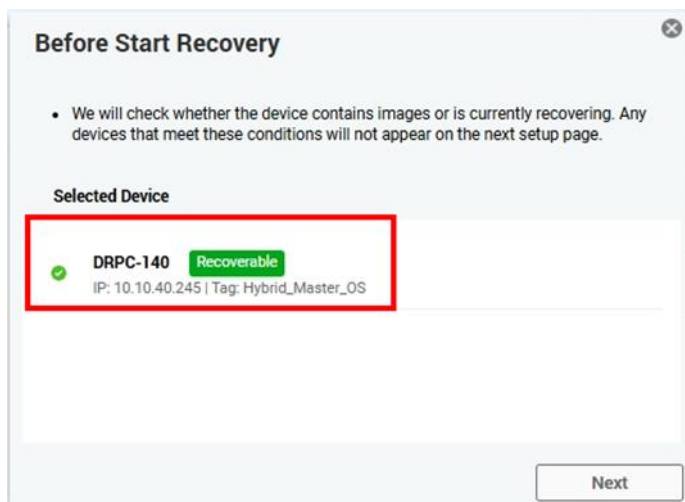 Before Start Recovery
• We will check whether the device contains images or is currently recovering. Any
devices that meet these conditions will not appear on the next setup page.
Selected Device
DRPC-140 Recoverable
IP: 10.10.40.245 | Tag: Hybrid_Master_OS
Next